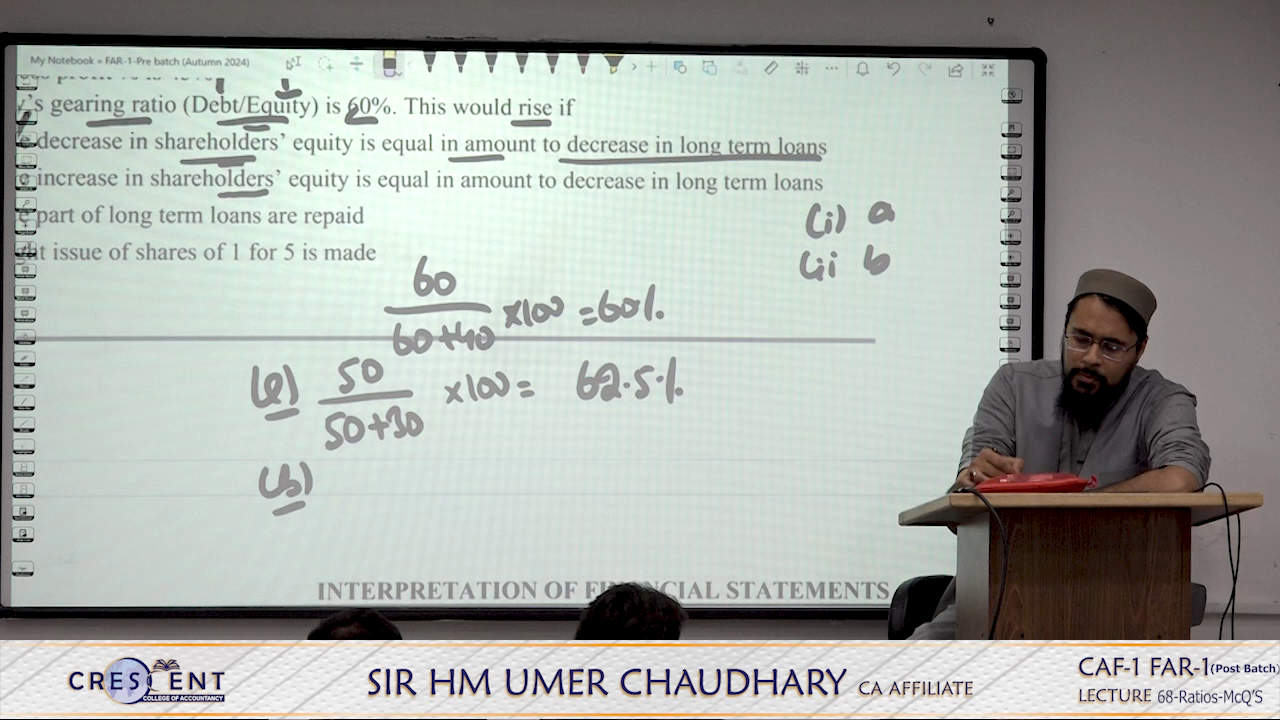 My Notebook » FAR-1-Pre batch (Autumn 2024)
's gearing ratio (Debt/Equity) is 60%. This would rise if
decrease in shareholders' equity is equal in amount to decrease in long term loans
increase in shareholders' equity is equal in amount to decrease in long term loans
part of long term loans are repaid
issue of shares of 1 for 5 is made
(i) a
(ii b
60
60+40
×100 = 60%
(a) 50
50+30
×100 = 62.5%
(b)
INTERPRETATION OF FINANCIAL STATEMENTS
CRESCENT
COLLEGE OF ACCOUNTANCY
SIR HM UMER CHAUDHARY CA AFFILIATE
CAF-1 FAR-1(Post Batch)
LECTURE 68-Ratios-McQ'S